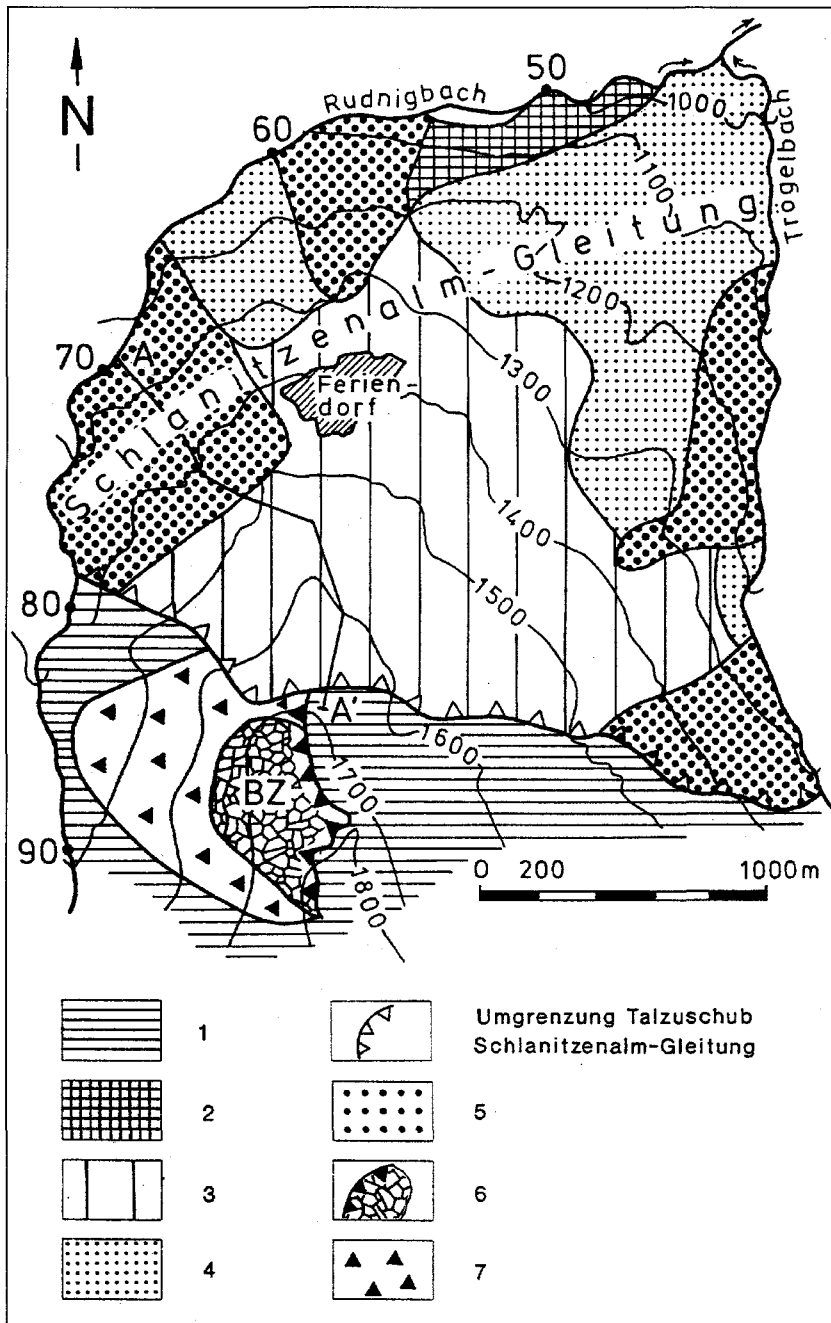 50
1000
Rudnigbach
N
60
1100
Trögelbach
Schlanitzenalm-Gleitung
1200
70
A
1300
Ferien-
dorf
1400
1500
80
A'
1600
BZ
1700
90
1800
0 200 1000m
1
Umgrenzung Talzuschub
Schlanitzenalm-Gleitung
2
5
3
6
4
7